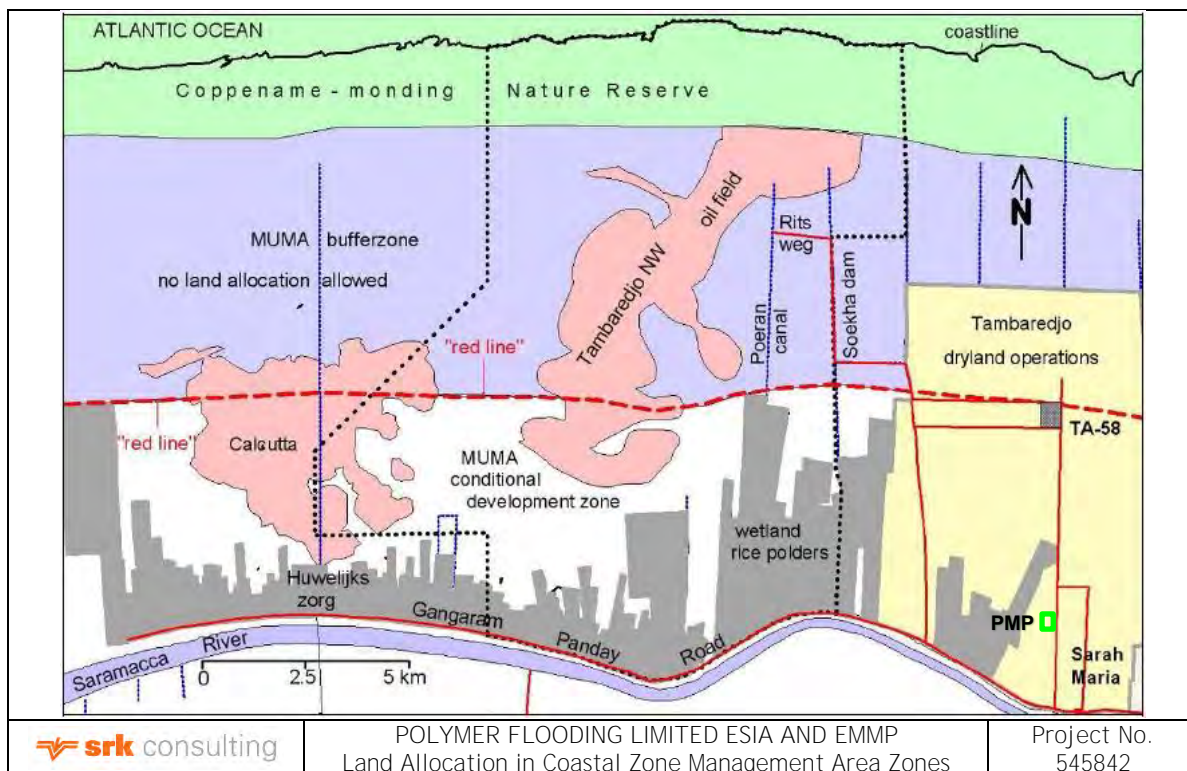 ATLANTIC OCEAN
coastline
Coppename - monding Nature Reserve
oil field
Tambaredjo NW
Rits
weg
N
MUMA bufferzone
no land allocation allowed
Poeran
canal
Soekha dam
Tambaredjo
dryland operations
"red line"
"red line"
Calcutta
TA-58
MUMA
conditional
development zone
wetland
rice polders
Huwelijks
zorg
Gangaram
Panday
Road
PMP
Saramacca River
Sarah
Maria
0 2.5 5 km
srk consulting
POLYMER FLOODING LIMITED ESIA AND EMMP
Land Allocation in Coastal Zone Management Area Zones
Project No.
545842